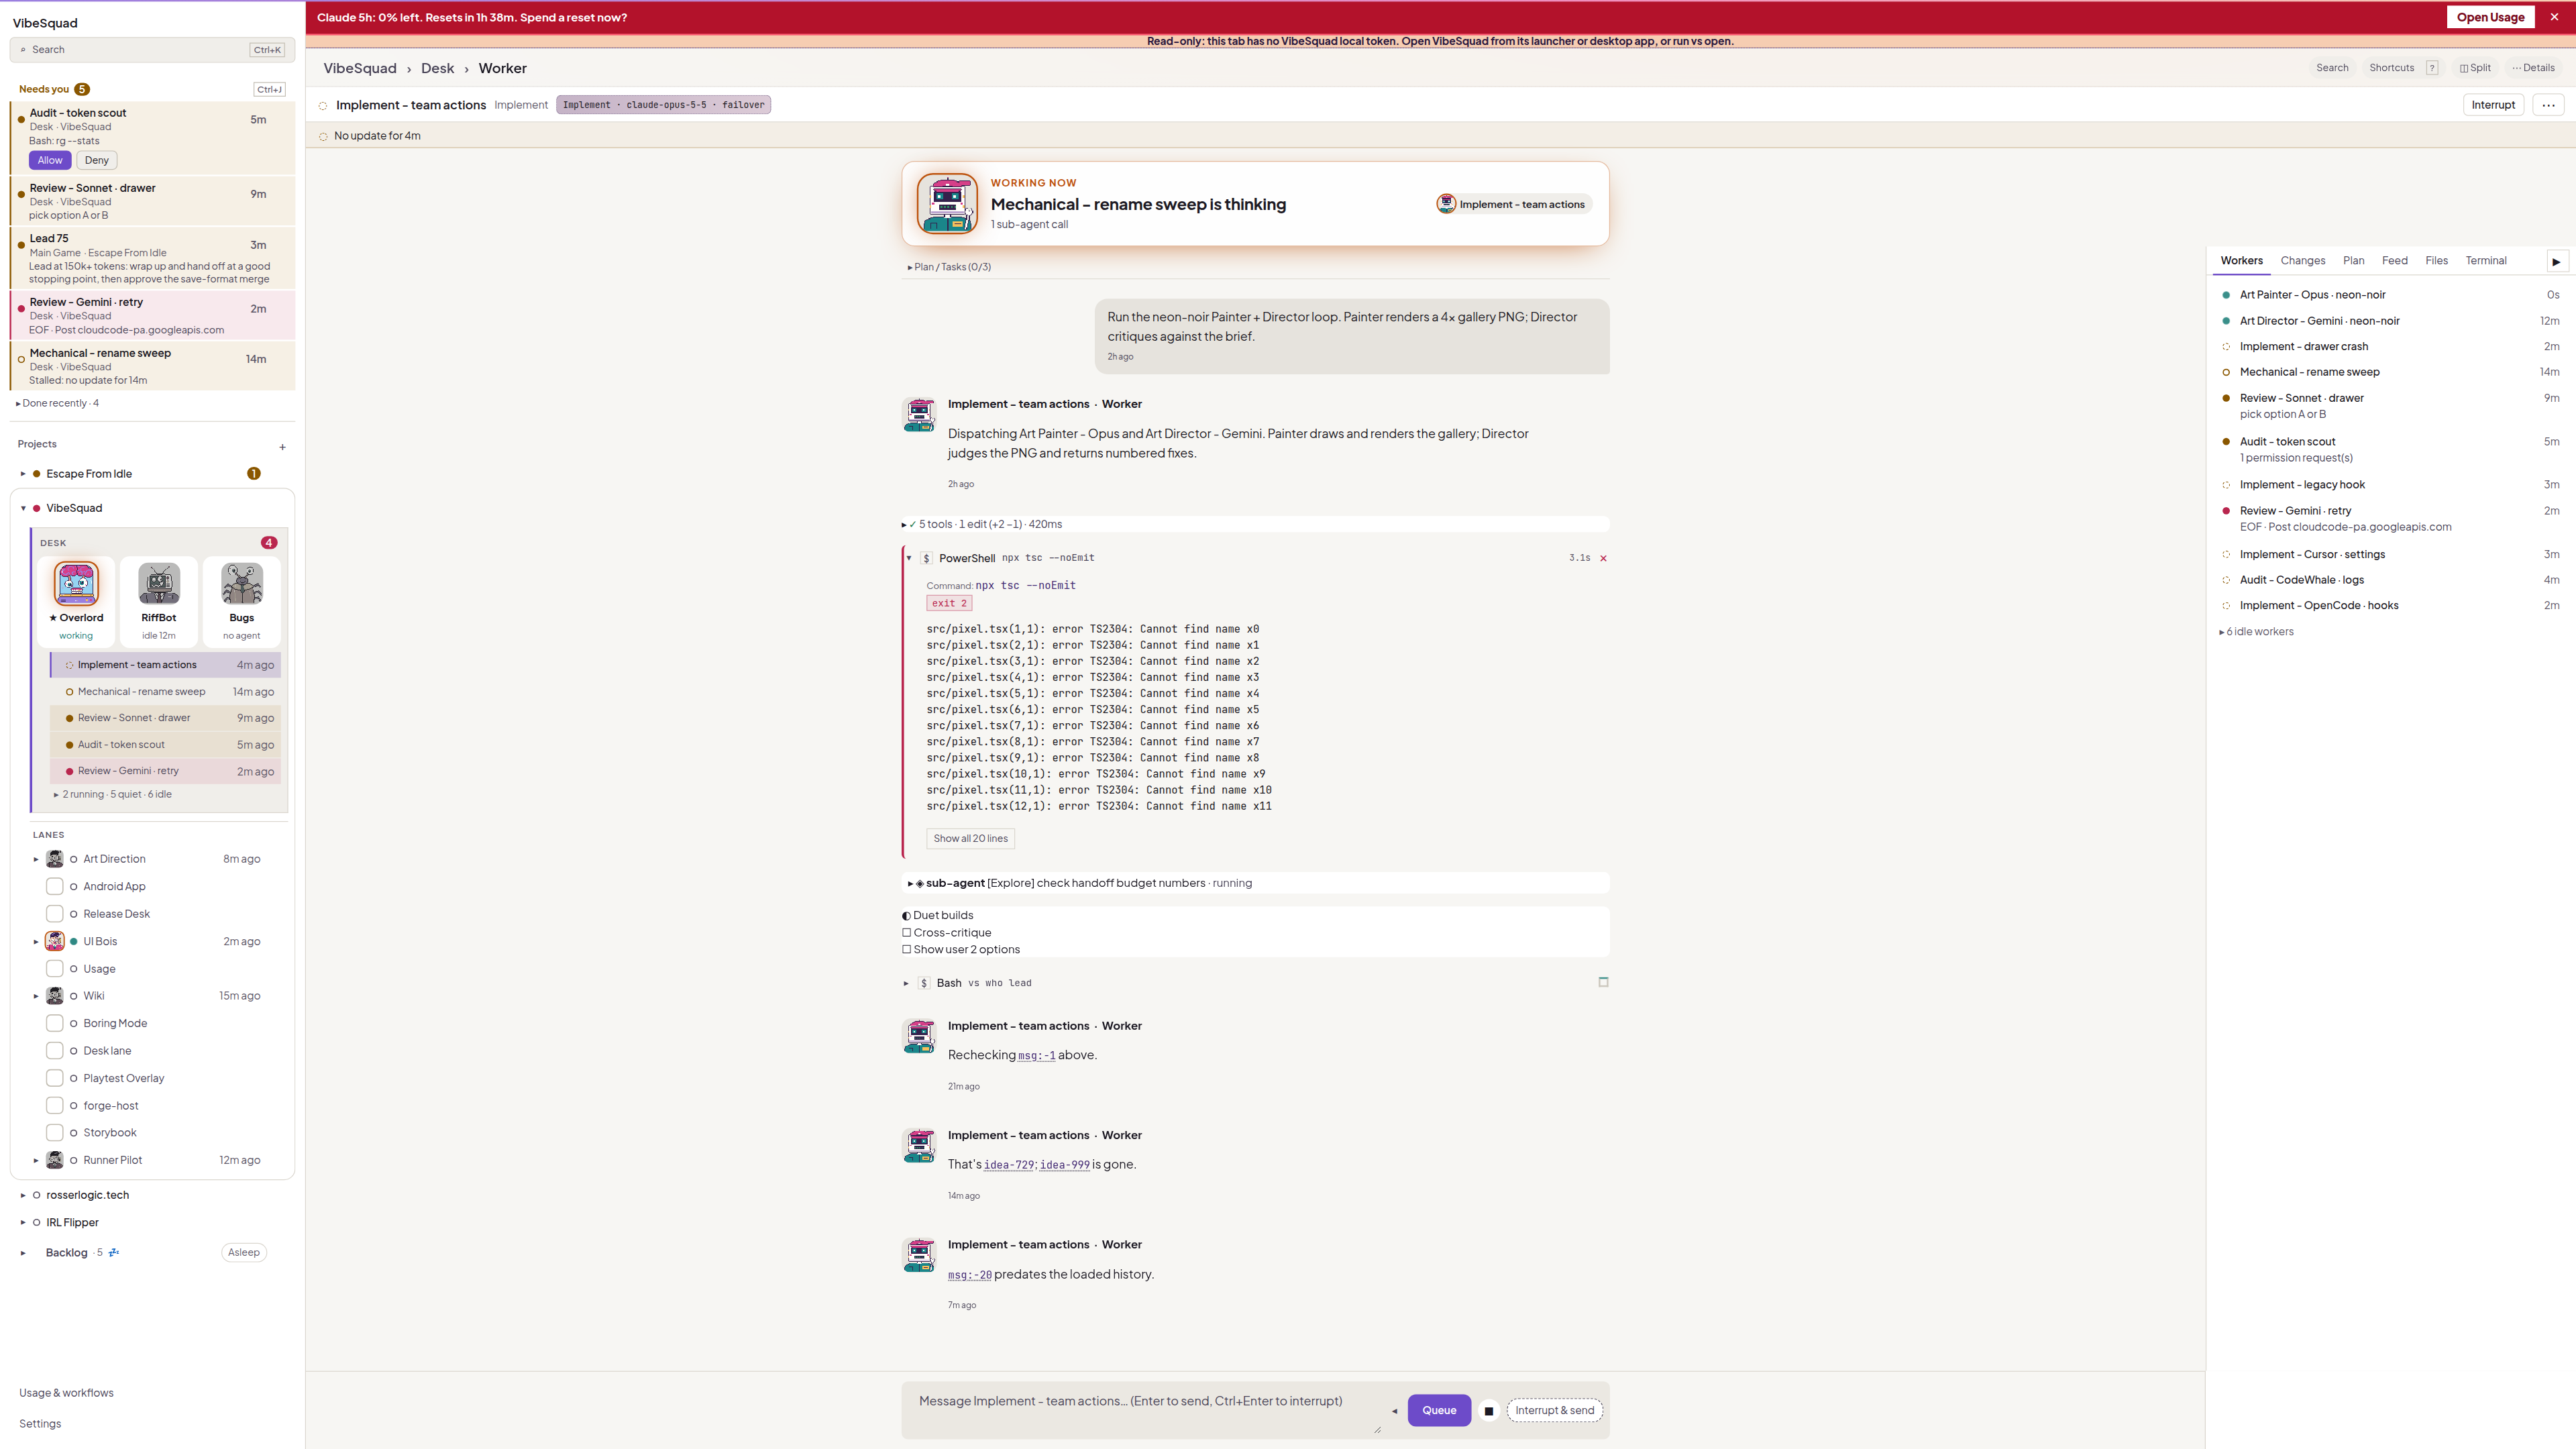 VibeSquad
Search Ctrl+K
Needs you 5 Ctrl+J
Audit – token scout 5m
Desk · VibeSquad
Bash: rg --stats
Allow Deny
Review – Sonnet · drawer 9m
Desk · VibeSquad
pick option A or B
Lead 75 3m
Main Game · Escape From Idle
Lead at 150k+ tokens: wrap up and hand off at a good
stopping point, then approve the save-format merge
Review – Gemini · retry 2m
Desk · VibeSquad
EOF · Post cloudcode-pa.googleapis.com
Mechanical – rename sweep 14m
Desk · VibeSquad
Stalled: no update for 14m
▸ Done recently · 4
Projects +
Escape From Idle 1
VibeSquad
DESK 4
★ Overlord
working
RiffBot
idle 12m
Bugs
no agent
Implement – team actions 4m ago
Mechanical – rename sweep 14m ago
Review – Sonnet · drawer 9m ago
Audit – token scout 5m ago
Review – Gemini · retry 2m ago
▸ 2 running · 5 quiet · 6 idle
LANES
Art Direction 8m ago
Android App
Release Desk
UI Bois 2m ago
Usage
Wiki 15m ago
Boring Mode
Desk lane
Playtest Overlay
forge-host
Storybook
Runner Pilot 12m ago
rosserlogic.tech
IRL Flipper
Backlog · 5 💤 Asleep
Usage & workflows
Settings
Claude 5h: 0% left. Resets in 1h 38m. Spend a reset now? Open Usage ✕
Read-only: this tab has no VibeSquad local token. Open VibeSquad from its launcher or desktop app, or run vs open.
VibeSquad › Desk › Worker Search Shortcuts ? Split ··· Details
Implement – team actions Implement Implement · claude-opus-5-5 · failover Interrupt ···
No update for 4m
WORKING NOW
Mechanical – rename sweep is thinking
1 sub-agent call
Implement – team actions
▸ Plan / Tasks (0/3)
Run the neon-noir Painter + Director loop. Painter renders a 4× gallery PNG; Director
critiques against the brief.
2h ago
Implement – team actions · Worker
Dispatching Art Painter – Opus and Art Director – Gemini. Painter draws and renders the gallery; Director
judges the PNG and returns numbered fixes.
2h ago
▸ ✓ 5 tools · 1 edit (+2 −1) · 420ms
▾ $ PowerShell npx tsc --noEmit 3.1s ✕
Command: npx tsc --noEmit
exit 2
src/pixel.tsx(1,1): error TS2304: Cannot find name x0
src/pixel.tsx(2,1): error TS2304: Cannot find name x1
src/pixel.tsx(3,1): error TS2304: Cannot find name x2
src/pixel.tsx(4,1): error TS2304: Cannot find name x3
src/pixel.tsx(5,1): error TS2304: Cannot find name x4
src/pixel.tsx(6,1): error TS2304: Cannot find name x5
src/pixel.tsx(7,1): error TS2304: Cannot find name x6
src/pixel.tsx(8,1): error TS2304: Cannot find name x7
src/pixel.tsx(9,1): error TS2304: Cannot find name x8
src/pixel.tsx(10,1): error TS2304: Cannot find name x9
src/pixel.tsx(11,1): error TS2304: Cannot find name x10
src/pixel.tsx(12,1): error TS2304: Cannot find name x11
Show all 20 lines
▸ ◈ sub-agent [Explore] check handoff budget numbers · running
◐ Duet builds
☐ Cross-critique
☐ Show user 2 options
▸ $ Bash vs who lead
Implement – team actions · Worker
Rechecking msg:-1 above.
21m ago
Implement – team actions · Worker
That's idea-729; idea-999 is gone.
14m ago
Implement – team actions · Worker
msg:-20 predates the loaded history.
7m ago
Message Implement – team actions… (Enter to send, Ctrl+Enter to interrupt) ◂ Queue ■ Interrupt & send
Workers Changes Plan Feed Files Terminal ▶
Art Painter – Opus · neon-noir 0s
Art Director – Gemini · neon-noir 12m
Implement – drawer crash 2m
Mechanical – rename sweep 14m
Review – Sonnet · drawer 9m
pick option A or B
Audit – token scout 5m
1 permission request(s)
Implement – legacy hook 3m
Review – Gemini · retry 2m
EOF · Post cloudcode-pa.googleapis.com
Implement – Cursor · settings 3m
Audit – CodeWhale · logs 4m
Implement – OpenCode · hooks 2m
▸ 6 idle workers